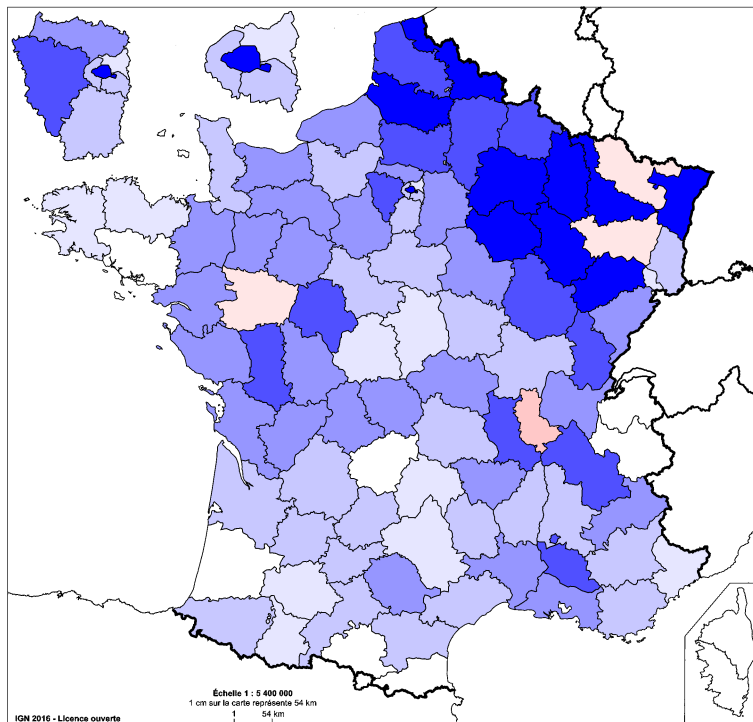 Échelle 1 : 5 400 000
1 cm sur la carte représente 54 km
1 54 km
IGN 2016 - Licence ouverte